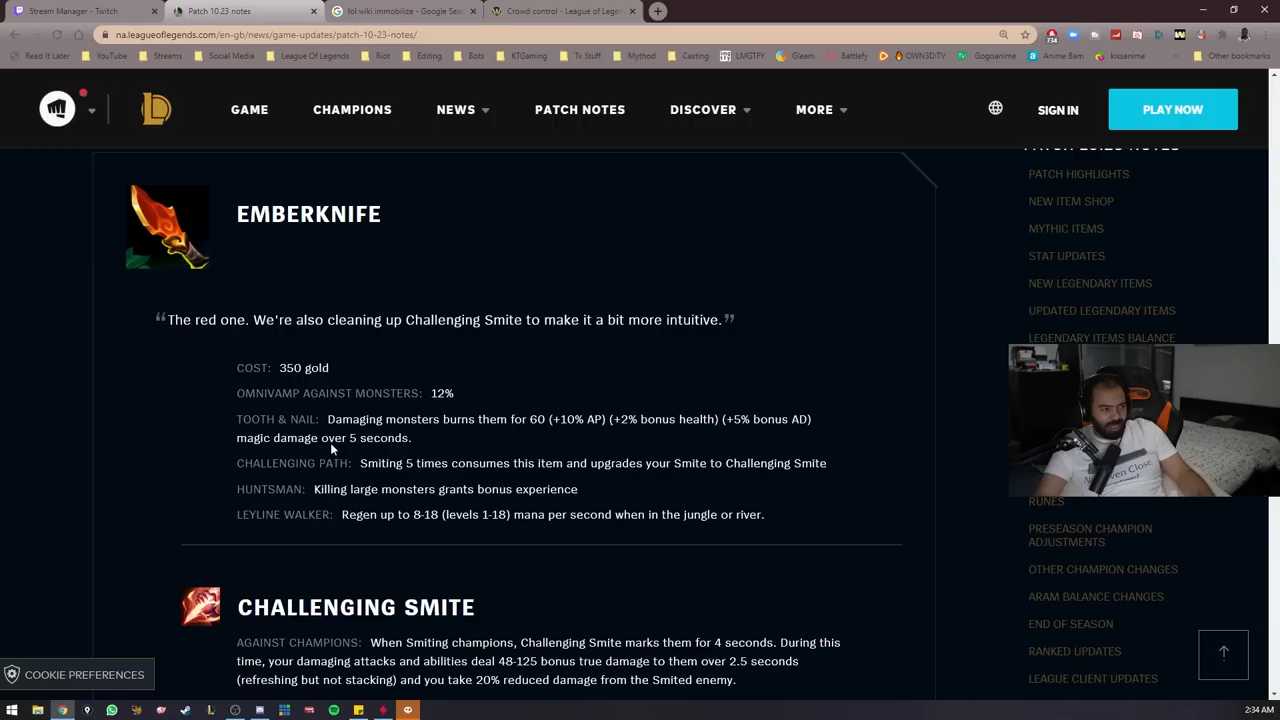 Stream Manager - Twitch
Patch 10.23 notes
lol wiki immobilize - Google Sea
Crowd control - League of Legen
na.leagueoflegends.com/en-gb/news/game-updates/patch-10-23-notes/
734
Read It Later
YouTube
Streams
Social Media
League Of Legends
Riot
Editing
Bots
KTGaming
Tv Stuff
Mythod
Casting
LMGTFY
Gleam
Battlefy
OWN3D:TV
Gogoanime
Anime Bam
kissanime
Other bookmarks
GAME
CHAMPIONS
NEWS
PATCH NOTES
DISCOVER
MORE
SIGN IN
PLAY NOW
PATCH 10.23 NOTES
PATCH HIGHLIGHTS
NEW ITEM SHOP
MYTHIC ITEMS
STAT UPDATES
NEW LEGENDARY ITEMS
UPDATED LEGENDARY ITEMS
LEGENDARY ITEMS BALANCE
EMBERKNIFE
“The red one. We're also cleaning up Challenging Smite to make it a bit more intuitive.”
COST: 350 gold
OMNIVAMP AGAINST MONSTERS: 12%
TOOTH & NAIL: Damaging monsters burns them for 60 (+10% AP) (+2% bonus health) (+5% bonus AD)
magic damage over 5 seconds.
CHALLENGING PATH: Smiting 5 times consumes this item and upgrades your Smite to Challenging Smite
HUNTSMAN: Killing large monsters grants bonus experience
LEYLINE WALKER: Regen up to 8-18 (levels 1-18) mana per second when in the jungle or river.
CHALLENGING SMITE
AGAINST CHAMPIONS: When Smiting champions, Challenging Smite marks them for 4 seconds. During this
time, your damaging attacks and abilities deal 48-125 bonus true damage to them over 2.5 seconds
(refreshing but not stacking) and you take 20% reduced damage from the Smited enemy.
RUNES
PRESEASON CHAMPION
ADJUSTMENTS
OTHER CHAMPION CHANGES
ARAM BALANCE CHANGES
END OF SEASON
RANKED UPDATES
LEAGUE CLIENT UPDATES
COOKIE PREFERENCES
2:34 AM